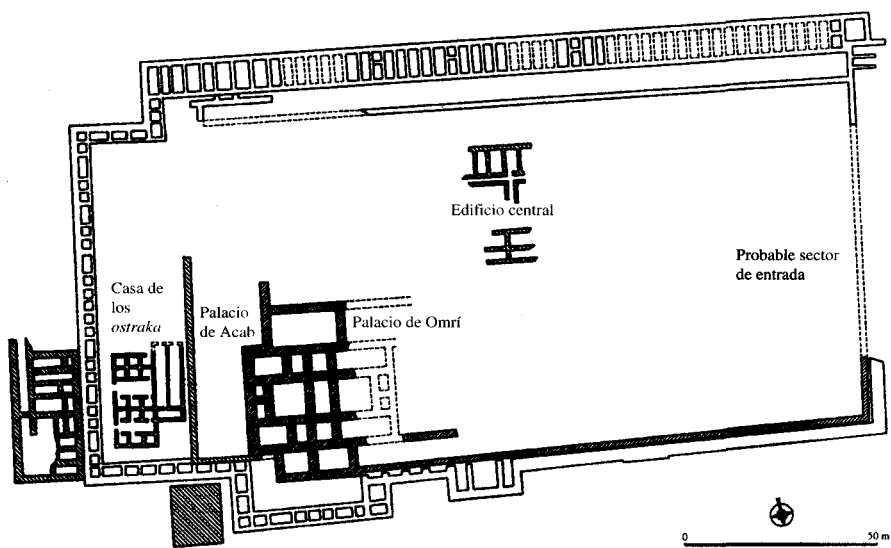 Edificio central
Probable sector
de entrada
Casa de
los
ostraka
Palacio
de Acab
Palacio de Omrí
0 50 m